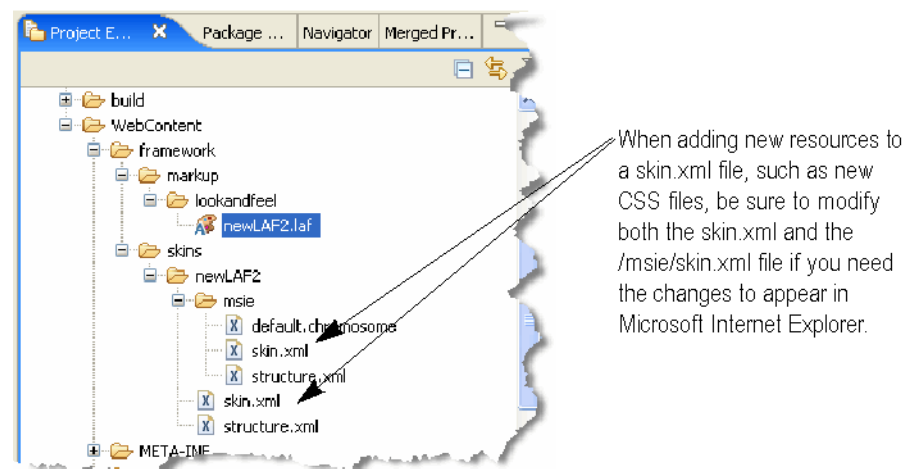 Project E... Package ... Navigator Merged Pr...
build
WebContent
framework
markup
lookandfeel
newLAF2.laf
skins
newLAF2
msie
default.chromosome
skin.xml
structure.xml
skin.xml
structure.xml
META-INF
When adding new resources to
a skin.xml file, such as new
CSS files, be sure to modify
both the skin.xml and the
/msie/skin.xml file if you need
the changes to appear in
Microsoft Internet Explorer.